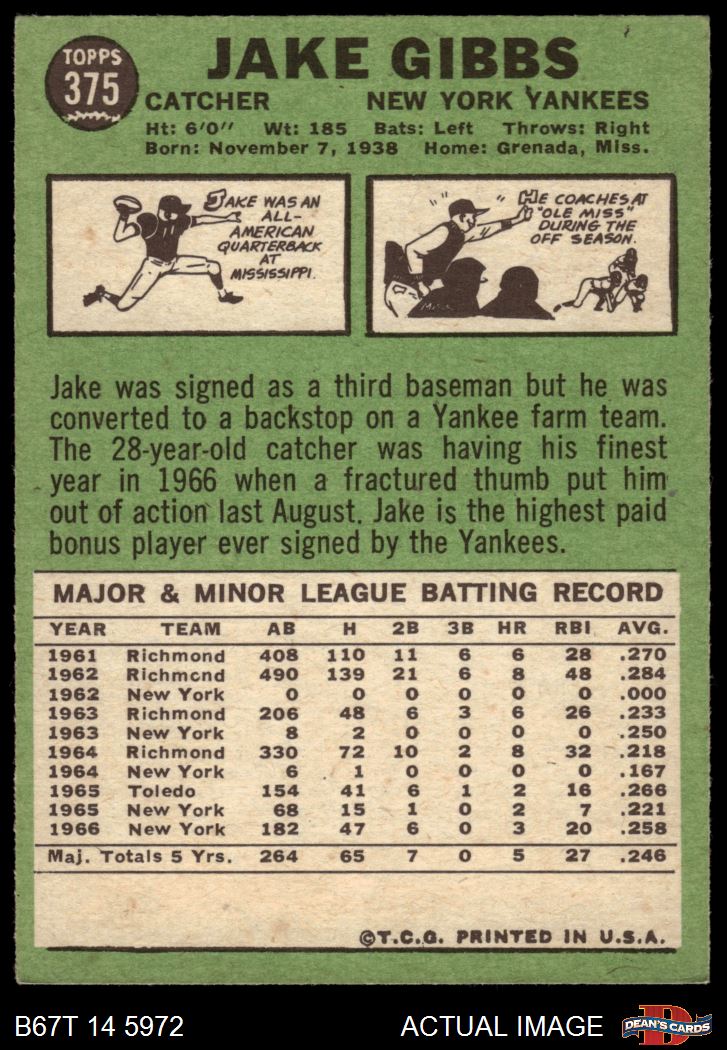 TOPPS
375
JAKE GIBBS
CATCHER NEW YORK YANKEES
Ht: 6'0" Wt: 185 Bats: Left Throws: Right
Born: November 7, 1938 Home: Grenada, Miss.
JAKE WAS AN
ALL-
AMERICAN
QUARTERBACK
AT
MISSISSIPPI.
HE COACHES AT
"OLE MISS"
DURING THE
OFF SEASON.
Jake was signed as a third baseman but he was
converted to a backstop on a Yankee farm team.
The 28-year-old catcher was having his finest
year in 1966 when a fractured thumb put him
out of action last August. Jake is the highest paid
bonus player ever signed by the Yankees.
MAJOR & MINOR LEAGUE BATTING RECORD
YEAR TEAM AB H 2B 3B HR RBI AVG.
1961 Richmond 408 110 11 6 6 28 .270
1962 Richmond 490 139 21 6 8 48 .284
1962 New York 0 0 0 0 0 0 .000
1963 Richmond 206 48 6 3 6 26 .233
1963 New York 8 2 0 0 0 0 .250
1964 Richmond 330 72 10 2 8 32 .218
1964 New York 6 1 0 0 0 0 .167
1965 Toledo 154 41 6 1 2 16 .266
1965 New York 68 15 1 0 2 7 .221
1966 New York 182 47 6 0 3 20 .258
Maj. Totals 5 Yrs. 264 65 7 0 5 27 .246
©T.C.G. PRINTED IN U.S.A.
B67T 14 5972 ACTUAL IMAGE
D
DEAN'S CARDS